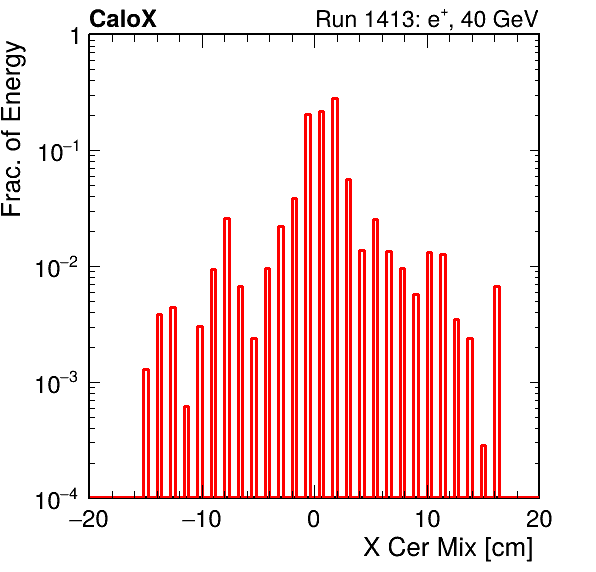 CaloX Run 1413: e⁺, 40 GeV
Frac. of Energy
1
10⁻¹
10⁻²
10⁻³
10⁻⁴
−20 −10 0 10 20
X Cer Mix [cm]